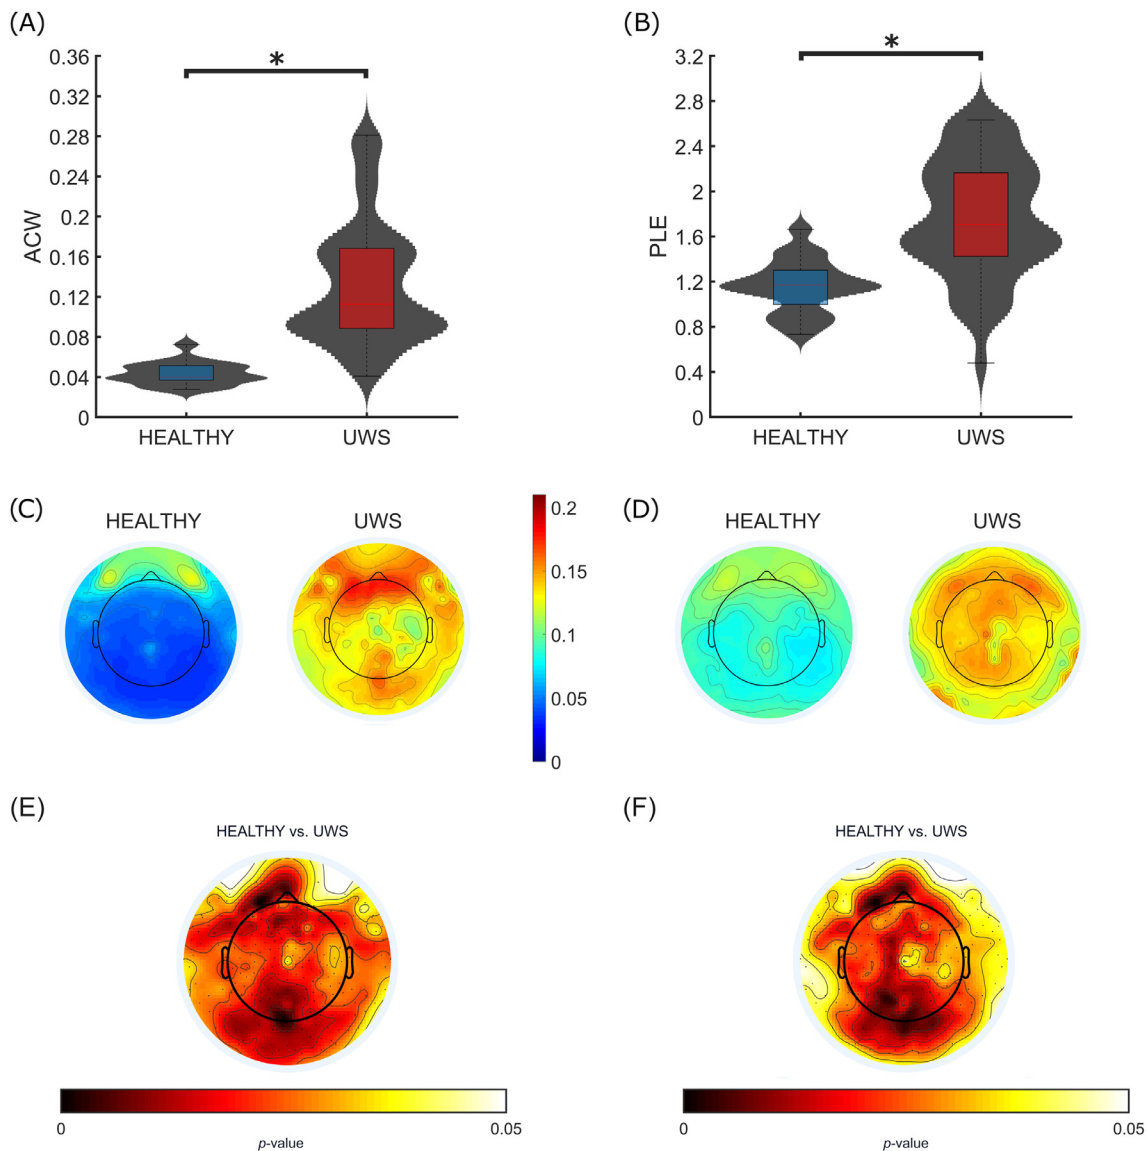 (A)
0.36
0.32
0.28
0.24
0.2
0.16
0.12
0.08
0.04
0
ACW
*
HEALTHY UWS
(B)
3.2
2.8
2.4
2
1.6
1.2
0.8
0.4
0
PLE
*
HEALTHY UWS
(C)
HEALTHY UWS
0.2
0.15
0.1
0.05
0
(D)
HEALTHY UWS
(E)
HEALTHY vs. UWS
0 0.05
p-value
(F)
HEALTHY vs. UWS
0 0.05
p-value